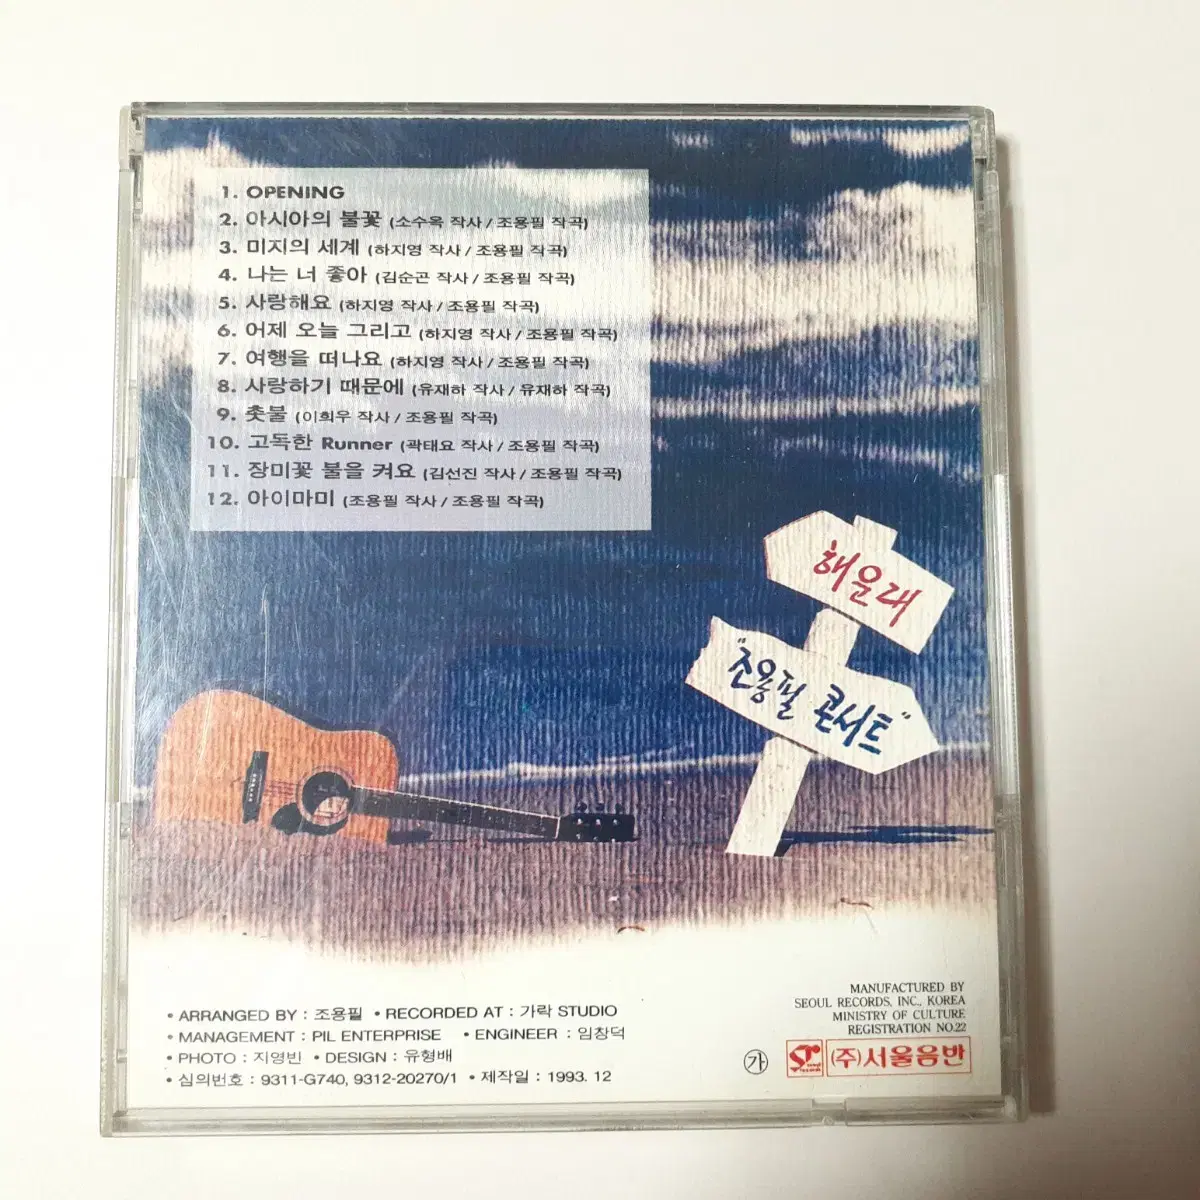 1. OPENING
2. 아시아의 불꽃 (소수옥 작사 / 조용필 작곡)
3. 미지의 세계 (하지영 작사 / 조용필 작곡)
4. 나는 너 좋아 (김순곤 작사 / 조용필 작곡)
5. 사랑해요 (하지영 작사 / 조용필 작곡)
6. 어제 오늘 그리고 (하지영 작사 / 조용필 작곡)
7. 여행을 떠나요 (하지영 작사 / 조용필 작곡)
8. 사랑하기 때문에 (유재하 작사 / 유재하 작곡)
9. 촛불 (이희우 작사 / 조용필 작곡)
10. 고독한 Runner (곽태요 작사 / 조용필 작곡)
11. 장미꽃 불을 켜요 (김선진 작사 / 조용필 작곡)
12. 아이마미 (조용필 작사 / 조용필 작곡)
해운대
"조용필 콘서트"
• ARRANGED BY : 조용필 • RECORDED AT : 가락 STUDIO
• MANAGEMENT : PIL ENTERPRISE • ENGINEER : 임창덕
• PHOTO : 지영빈 • DESIGN : 유형배
• 심의번호 : 9311-G740, 9312-20270/1 • 제작일 : 1993. 12
MANUFACTURED BY
SEOUL RECORDS, INC., KOREA
MINISTRY OF CULTURE
REGISTRATION NO.22
가
(주)서울음반